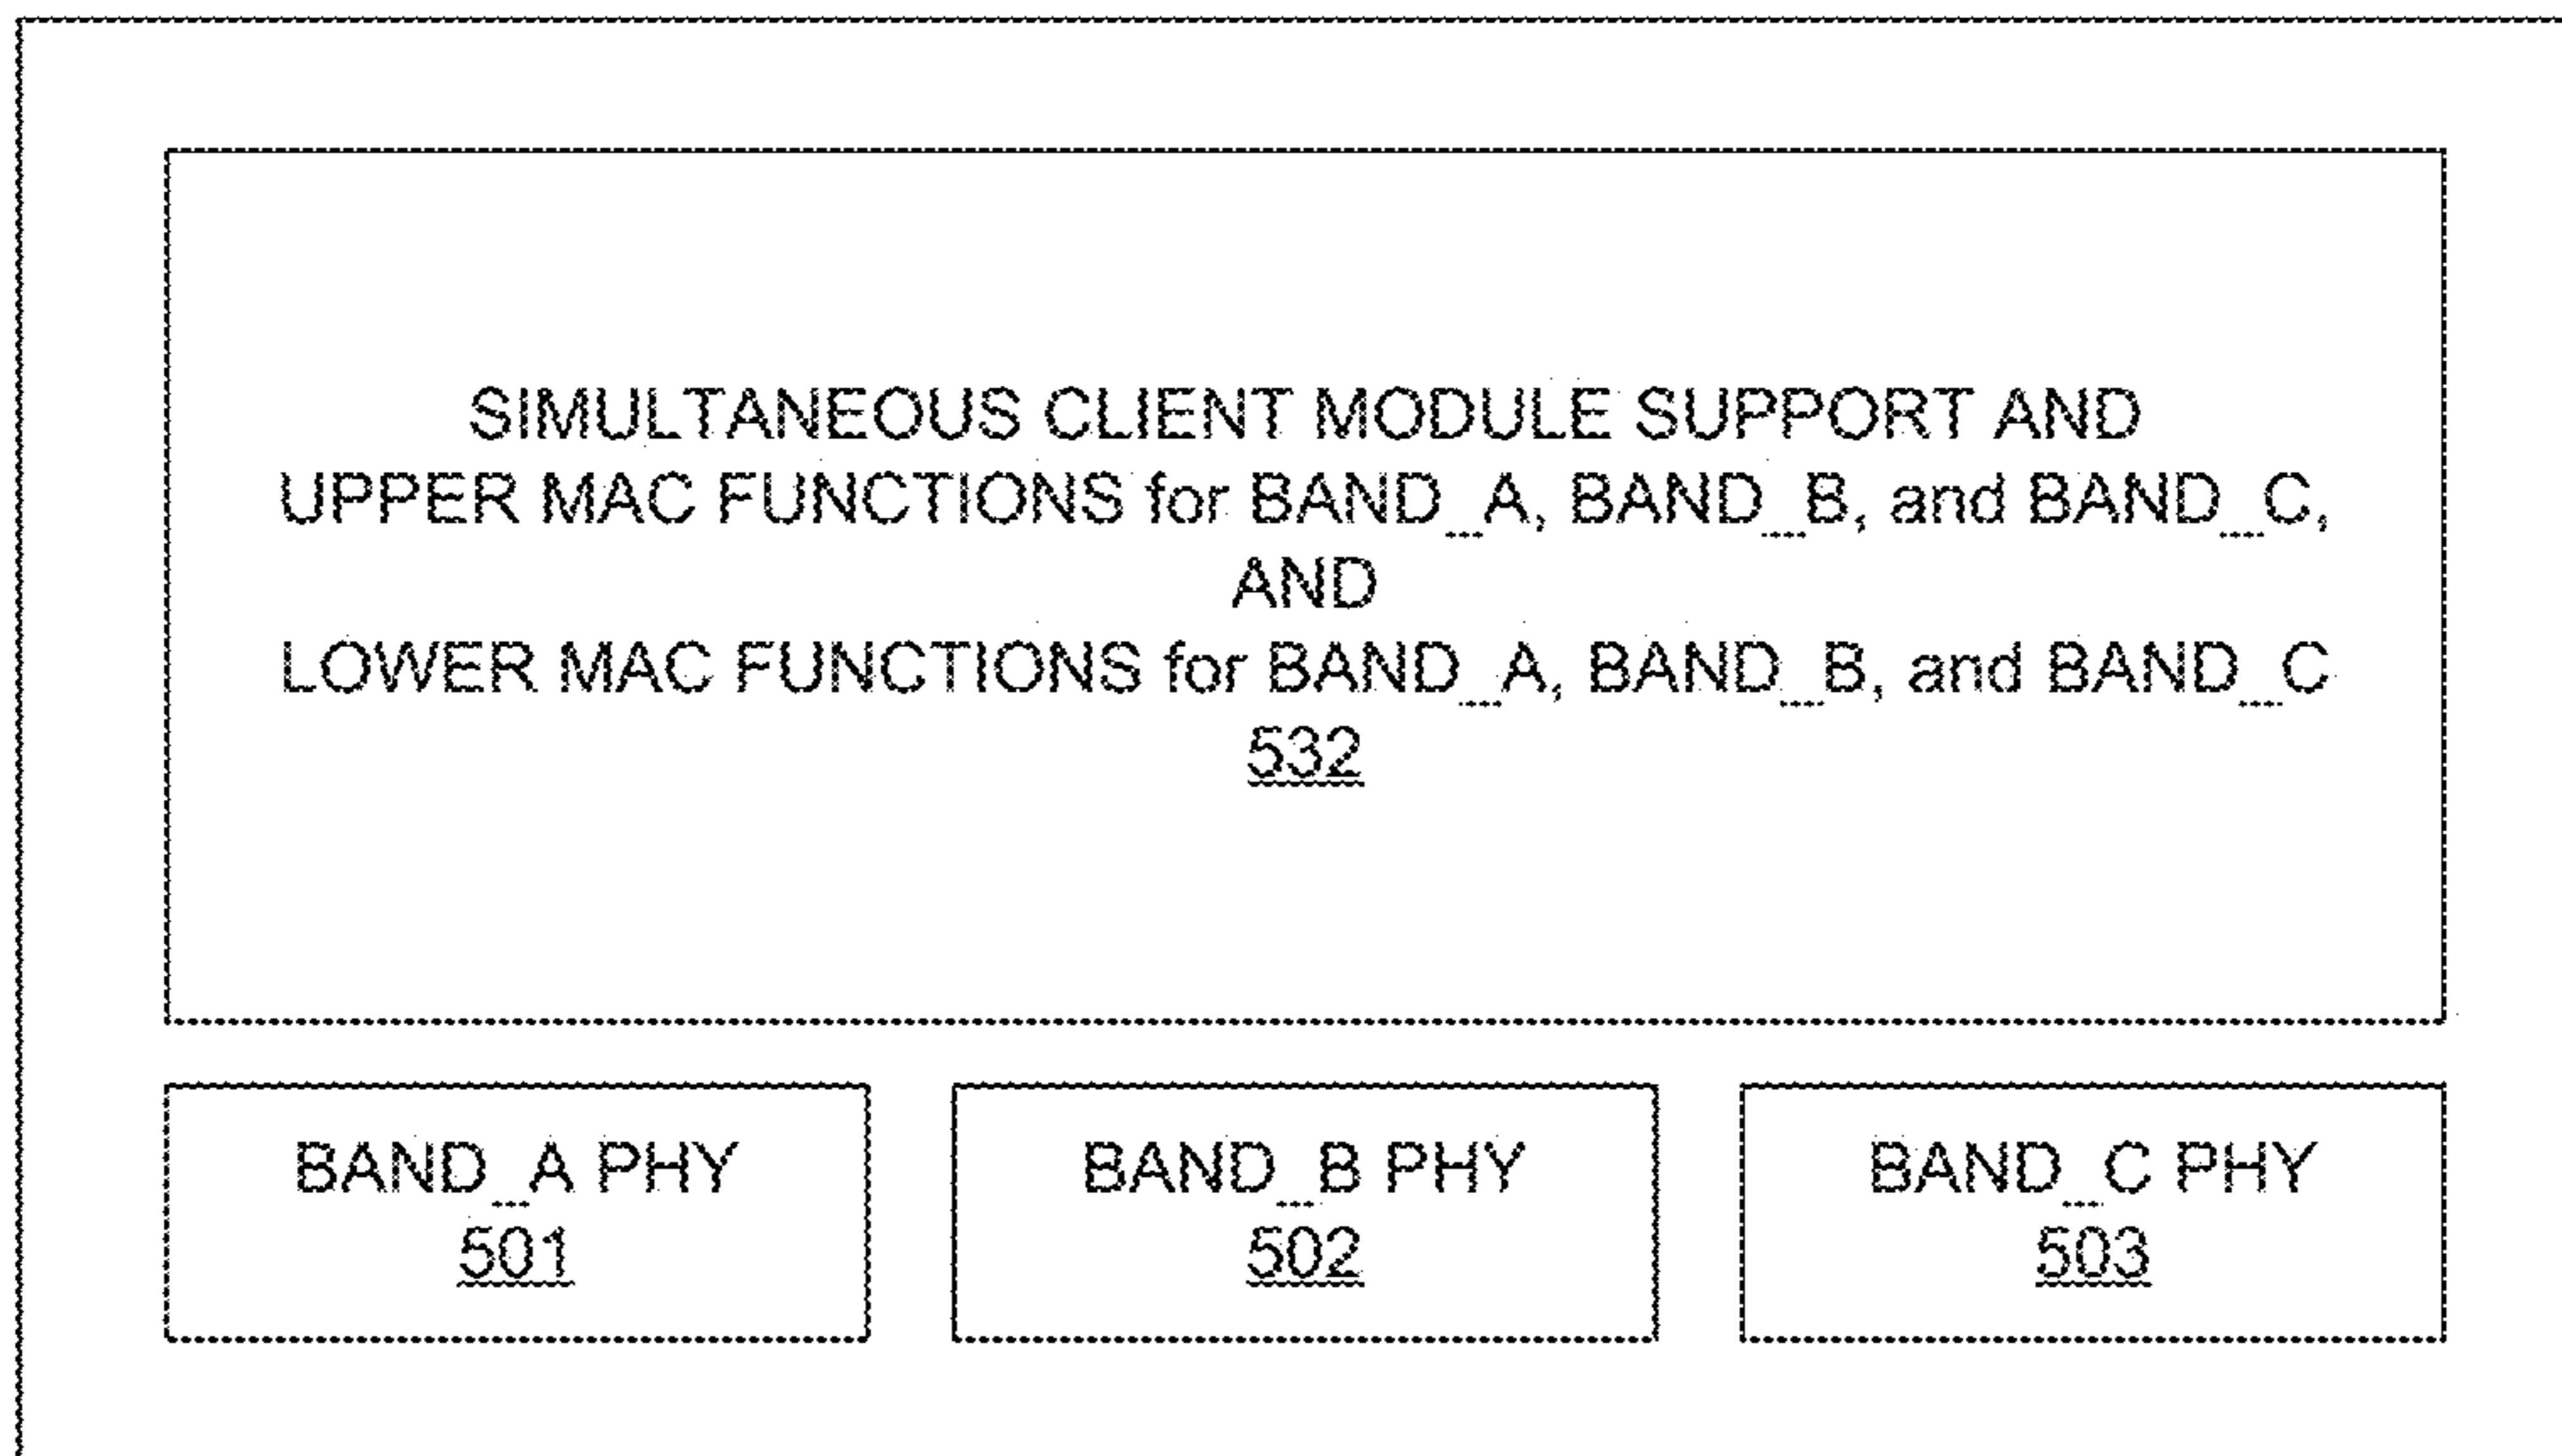 SIMULTANEOUS CLIENT MODULE SUPPORT AND
UPPER MAC FUNCTIONS for BAND_A, BAND_B, and BAND_C,
AND
LOWER MAC FUNCTIONS for BAND_A, BAND_B, and BAND_C
532
BAND_A PHY
501
BAND_B PHY
502
BAND_C PHY
503